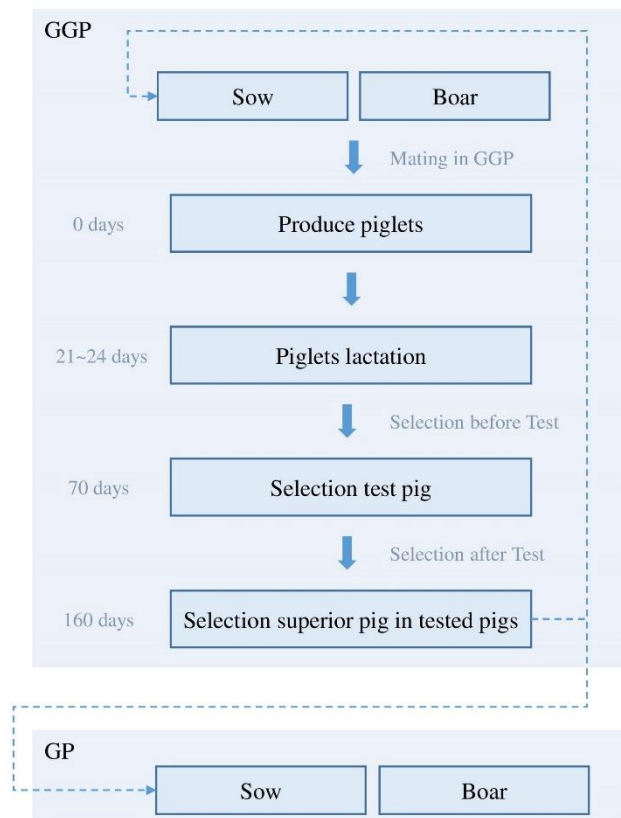 GGP
Sow
Boar
Mating in GGP
0 days
Produce piglets
21~24 days
Piglets lactation
Selection before Test
70 days
Selection test pig
Selection after Test
160 days
Selection superior pig in tested pigs
GP
Sow
Boar